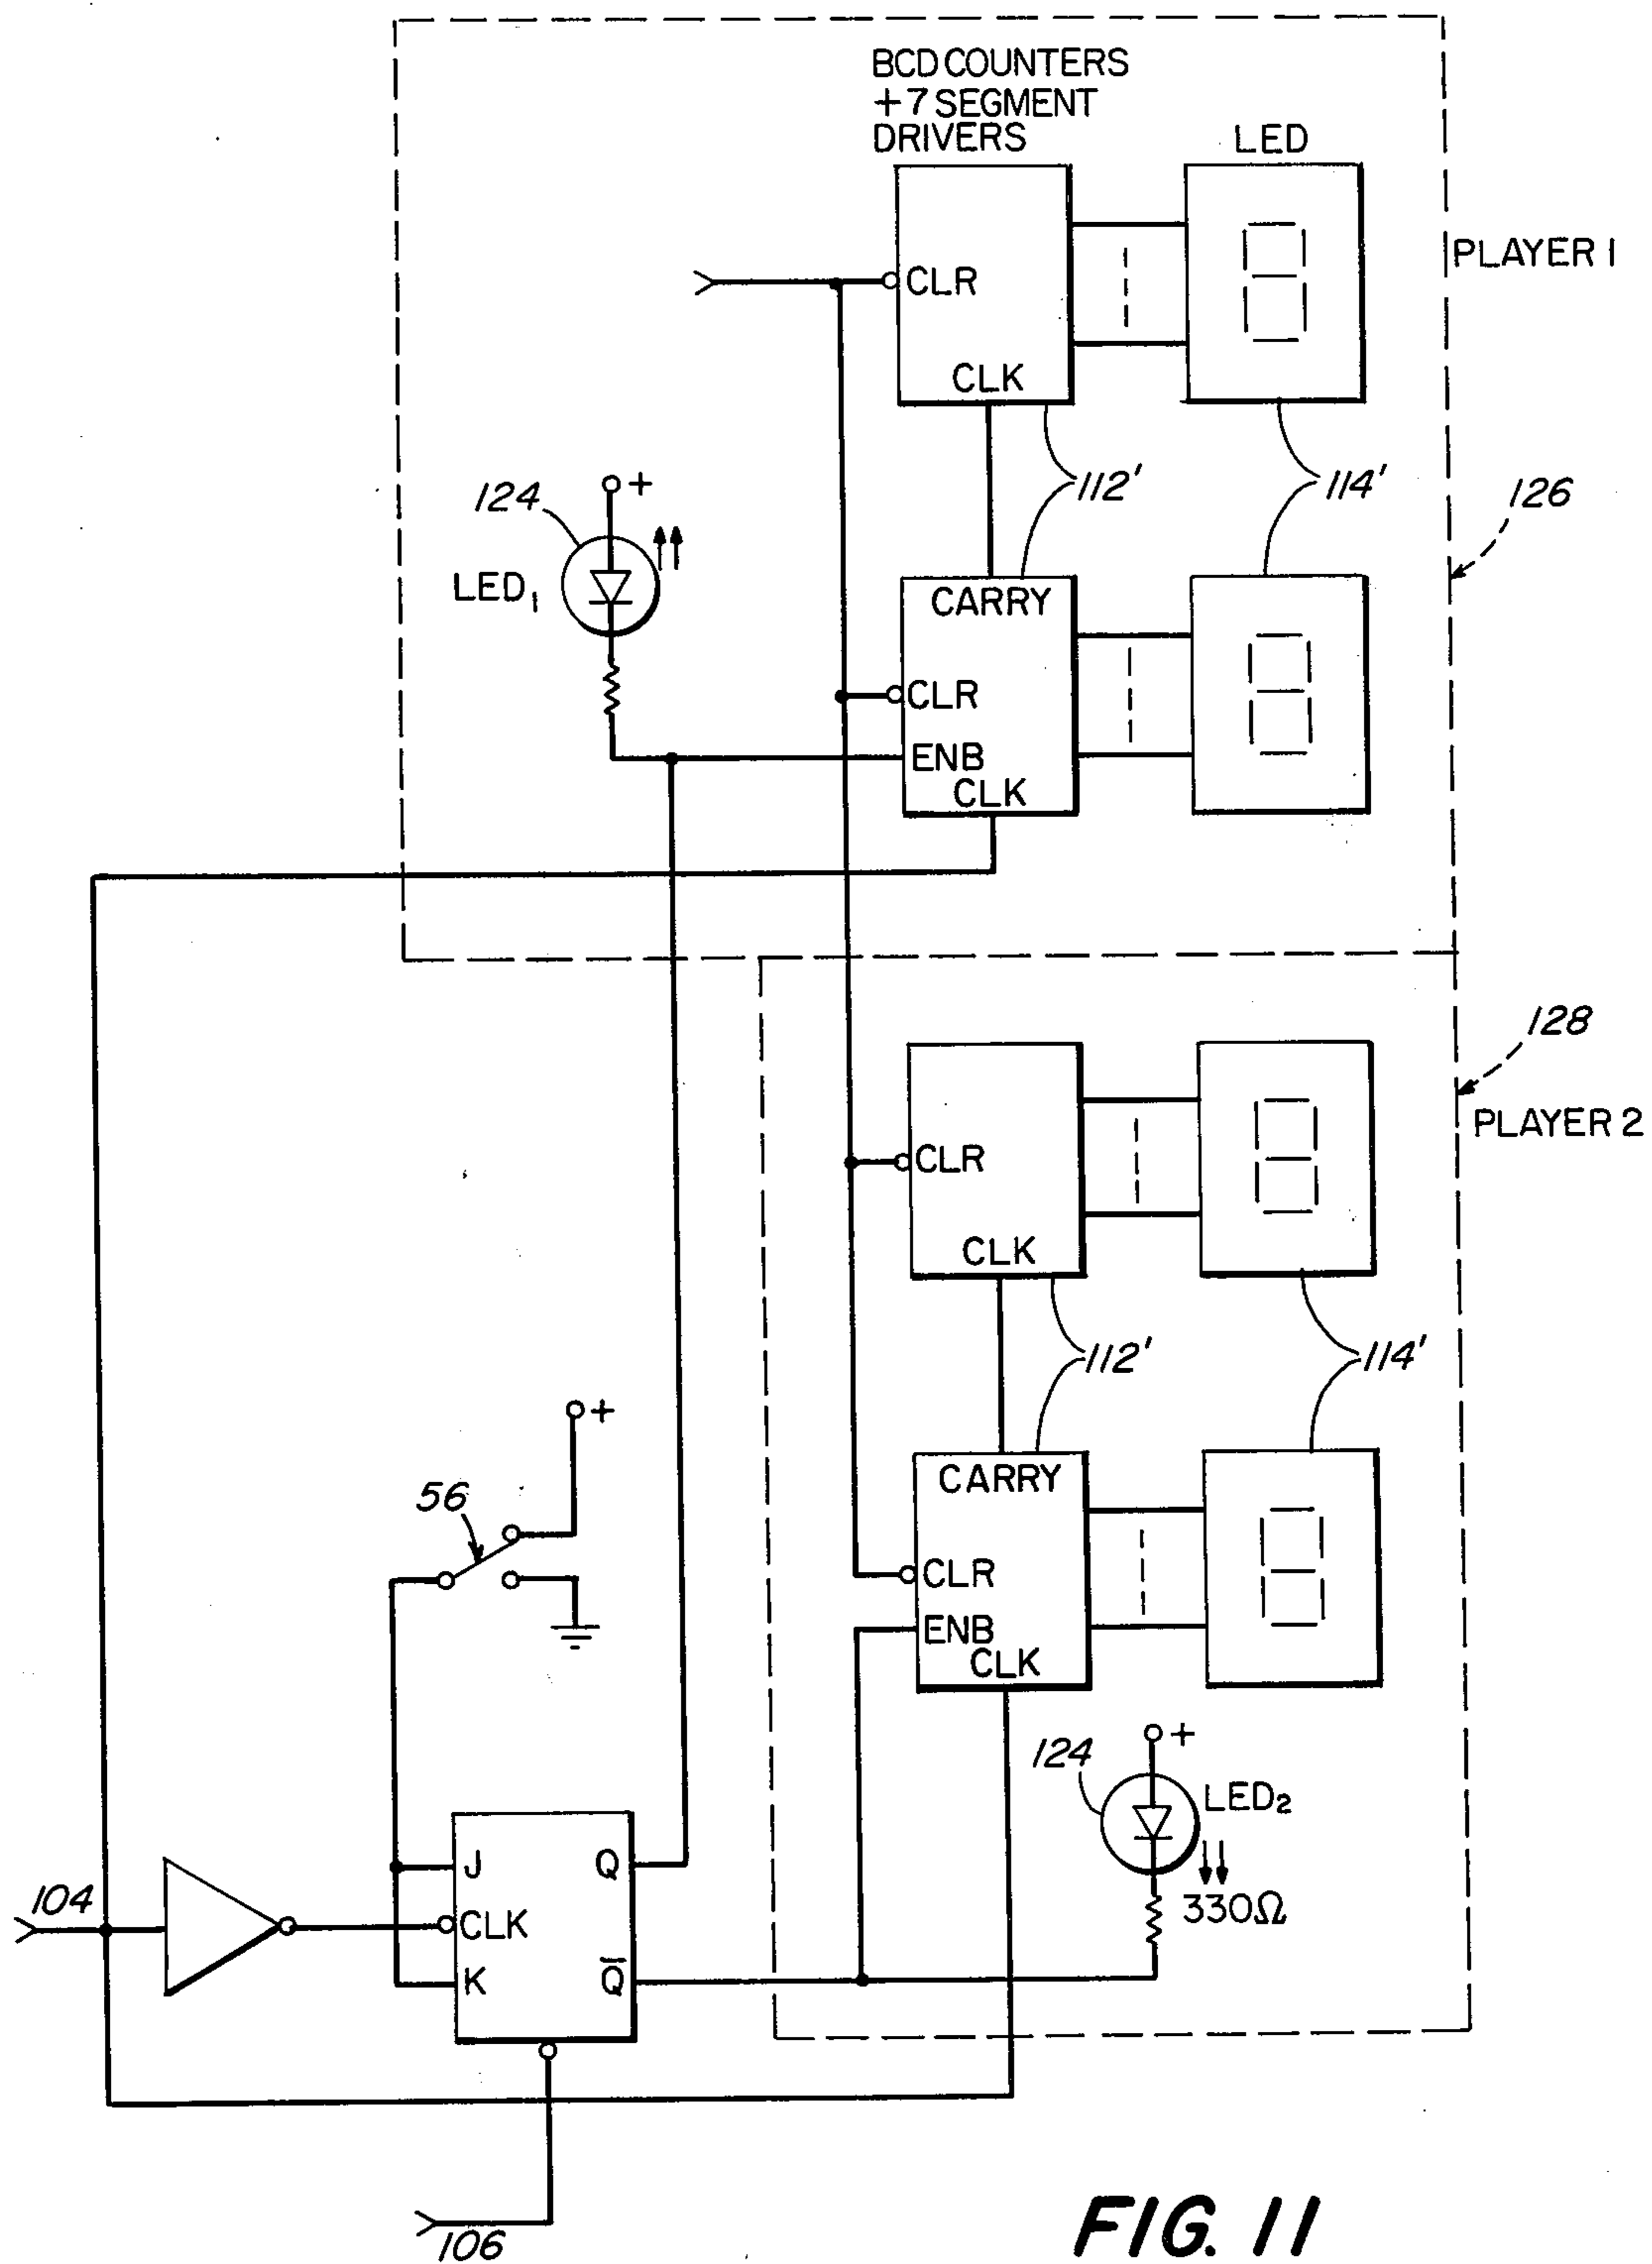 BCD COUNTERS
+7 SEGMENT
DRIVERS
LED
CLR
CLK
PLAYER 1
112'
114'
126
124
+
LED₁
CARRY
CLR
ENB
CLK
128
PLAYER 2
CLR
CLK
112'
114'
+
56
CARRY
CLR
ENB
CLK
+
124
LED₂
330Ω
J
Q
104
CLK
K
Q̅
106
FIG. 11